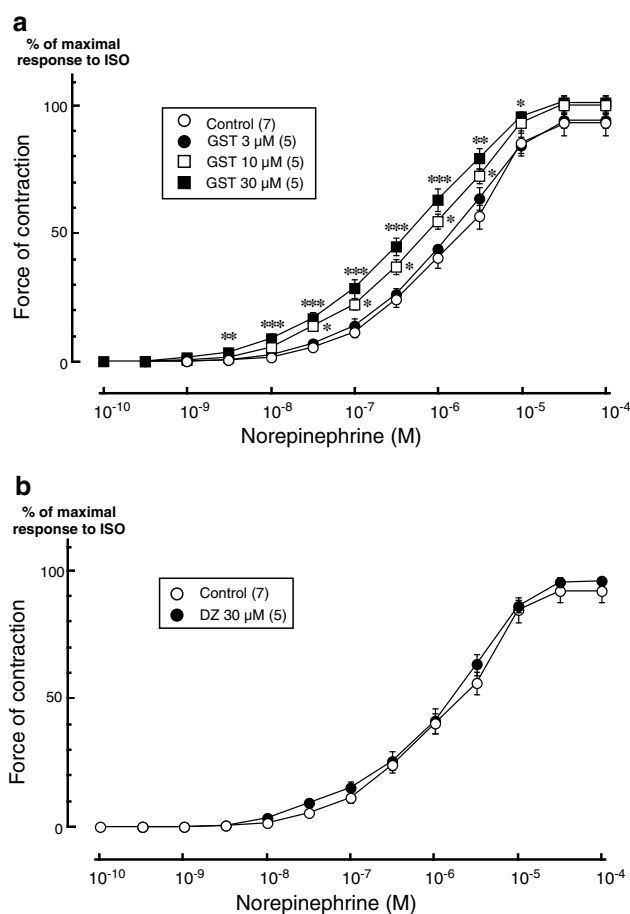 a
% of maximal
response to ISO
Force of contraction
100
50
0
Control (7)
GST 3 µM (5)
GST 10 µM (5)
GST 30 µM (5)
** *** *** *** *** *** ** *
* * * * *
10-10 10-9 10-8 10-7 10-6 10-5 10-4
Norepinephrine (M)
b
% of maximal
response to ISO
Force of contraction
100
50
0
Control (7)
DZ 30 µM (5)
10-10 10-9 10-8 10-7 10-6 10-5 10-4
Norepinephrine (M)